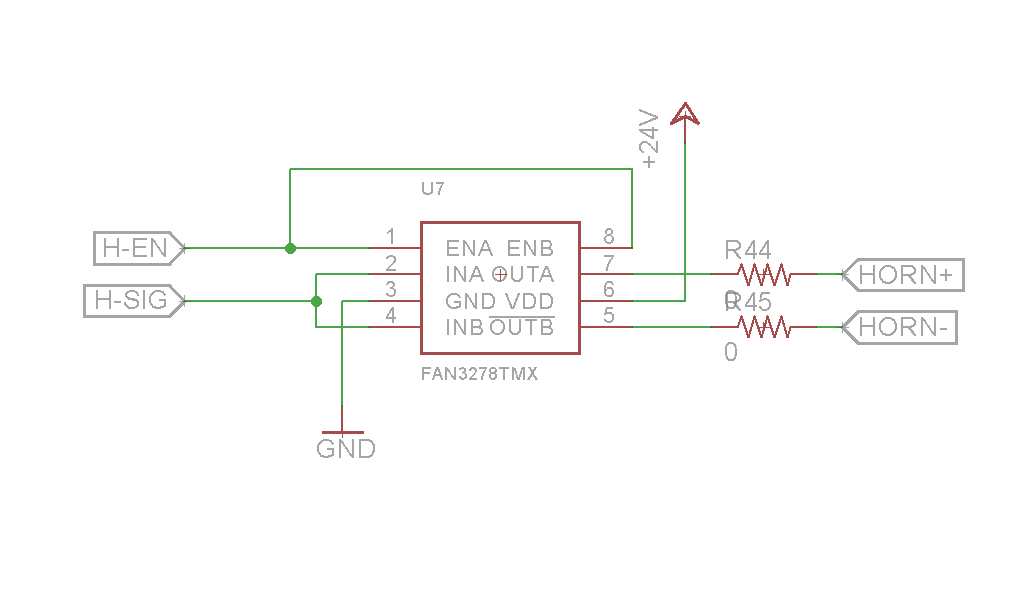 +24V
U7
H-EN
1
ENA ENB
8
2
INA OUTA
7
R44
HORN+
H-SIG
3
GND VDD
6
0
R45
4
INB OUTB
5
HORN-
0
FAN3278TMX
GND